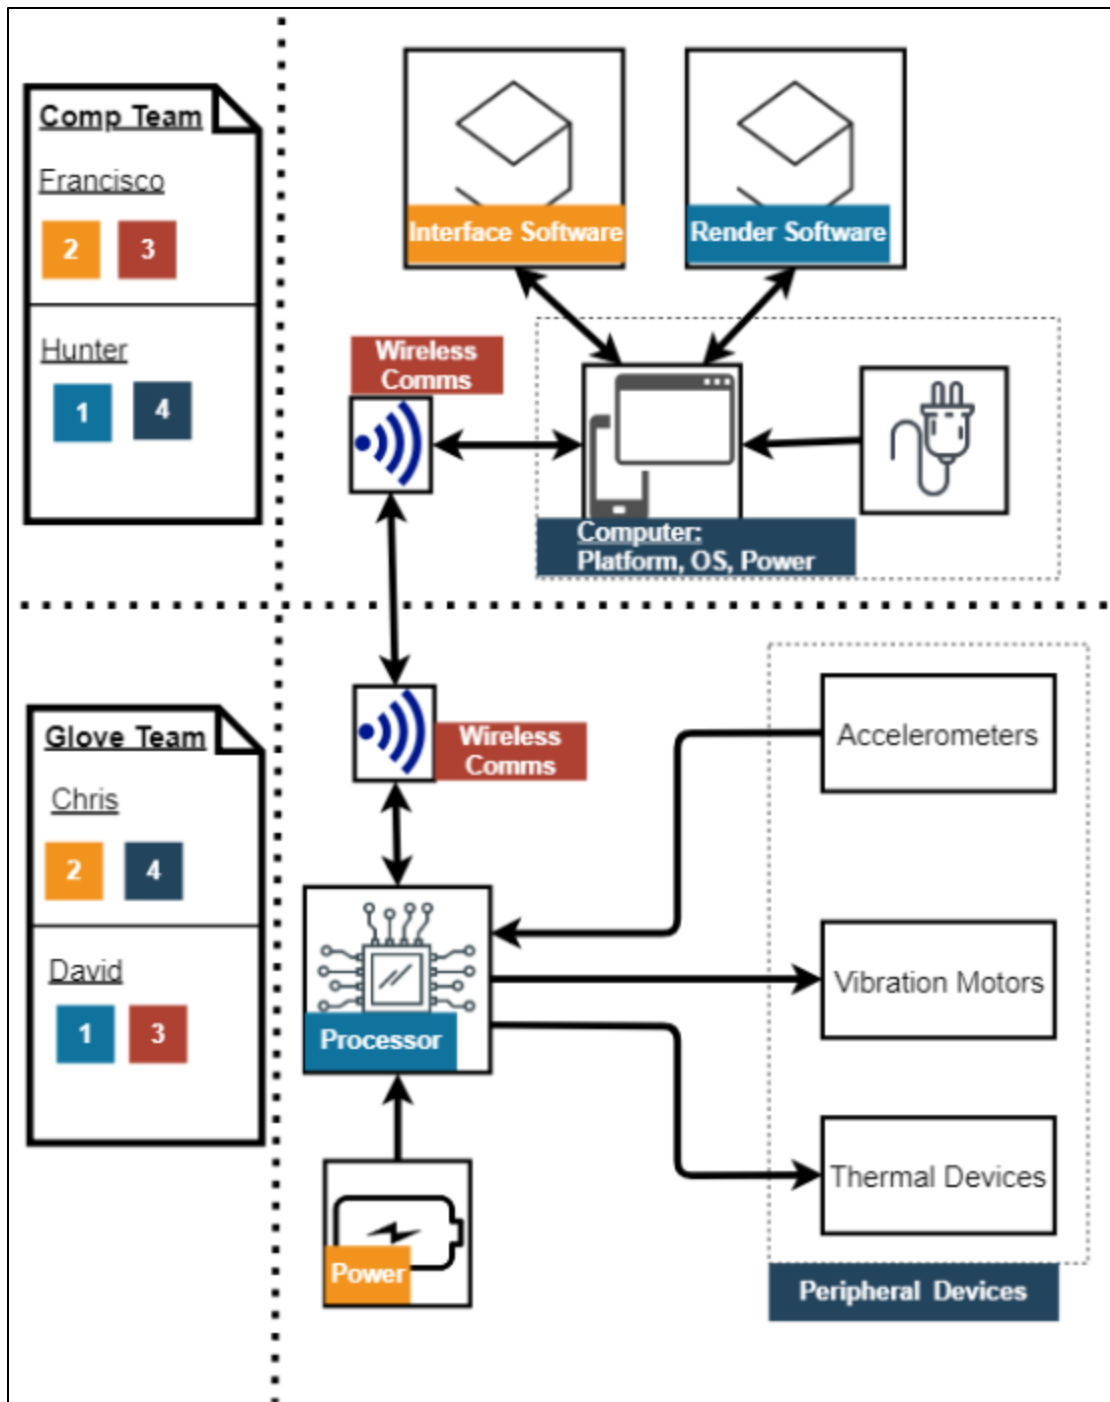 Comp Team
Francisco
2 3
Hunter
1 4
Interface Software
Render Software
Wireless
Comms
Computer:
Platform, OS, Power
Glove Team
Chris
2 4
David
1 3
Wireless
Comms
Processor
Power
Accelerometers
Vibration Motors
Thermal Devices
Peripheral Devices